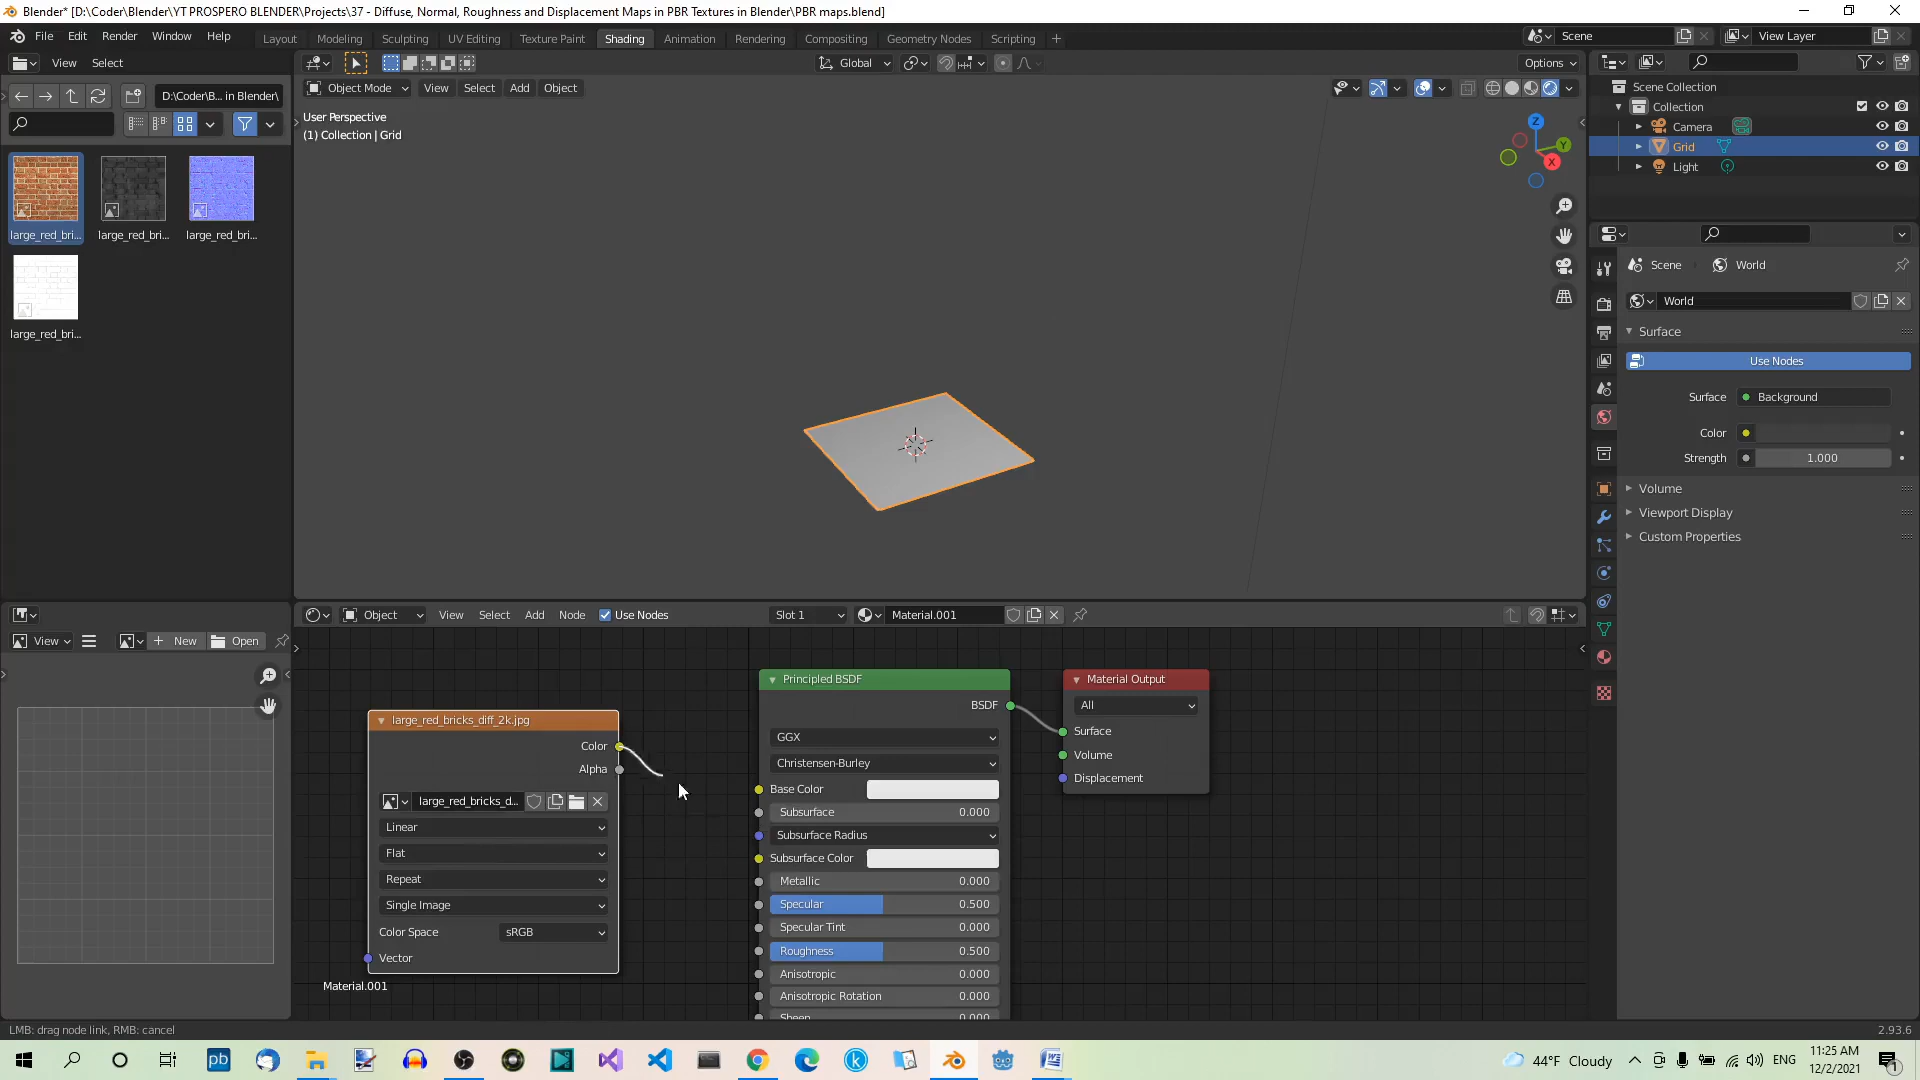 Blender* [D:\Coder\Blender\YT PROSPERO BLENDER\Projects\37 - Diffuse, Normal, Roughness and Displacement Maps in PBR Textures in Blender\PBR maps.blend]
File Edit Render Window Help
Layout Modeling Sculpting UV Editing Texture Paint Shading Animation Rendering Compositing Geometry Nodes Scripting
Scene
View Layer
View Select
Global
Options
D:\Coder\B... in Blender\
Object Mode View Select Add Object
User Perspective
(1) Collection | Grid
Z
Y
X
large_red_bri...
large_red_bri...
large_red_bri...
large_red_bri...
Scene Collection
Collection
Camera
Grid
Light
Scene World
World
Surface
Use Nodes
Surface Background
Color
Strength 1.000
Volume
Viewport Display
Custom Properties
Object View Select Add Node Use Nodes Slot 1 Material.001
View New Open
large_red_bricks_diff_2k.jpg
Color
Alpha
large_red_bricks_d...
Linear
Flat
Repeat
Single Image
Color Space sRGB
Vector
Material.001
Principled BSDF
BSDF
GGX
Christensen-Burley
Base Color
Subsurface 0.000
Subsurface Radius
Subsurface Color
Metallic 0.000
Specular 0.500
Specular Tint 0.000
Roughness 0.500
Anisotropic 0.000
Anisotropic Rotation 0.000
Sheen 0.000
Material Output
All
Surface
Volume
Displacement
LMB: drag node link, RMB: cancel
2.93.6
pb
44°F Cloudy
ENG
11:25 AM
12/2/2021
1